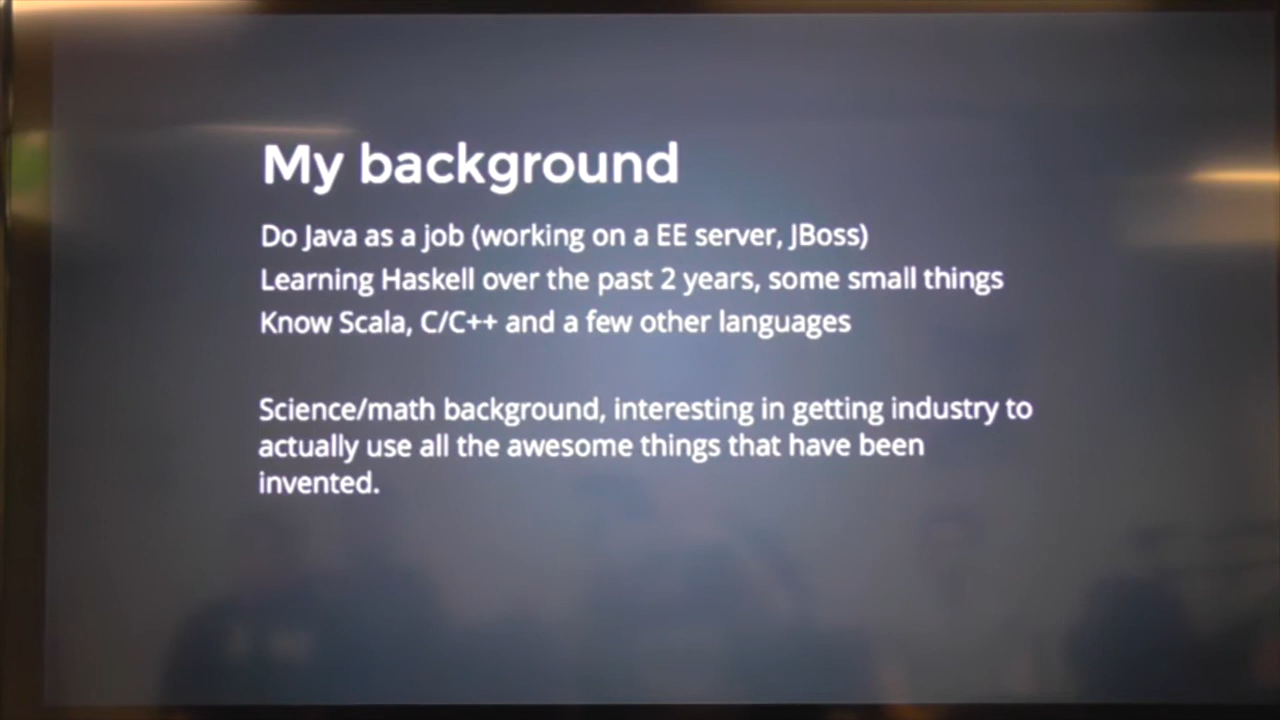 My background
Do Java as a job (working on a EE server, JBoss)
Learning Haskell over the past 2 years, some small things
Know Scala, C/C++ and a few other languages
Science/math background, interesting in getting industry to
actually use all the awesome things that have been
invented.